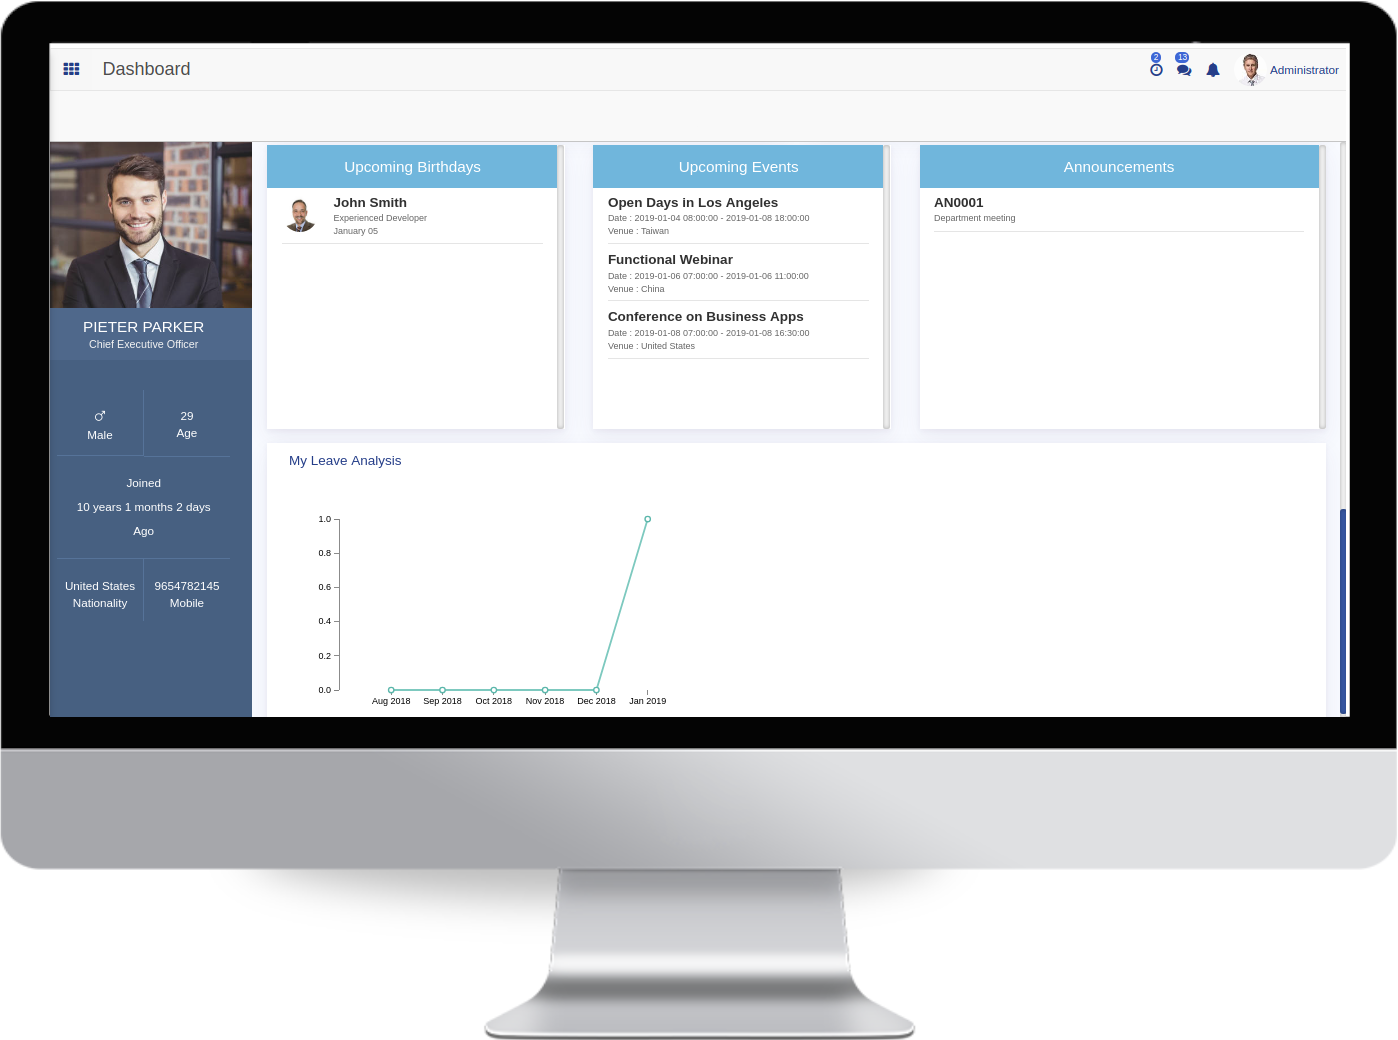 Dashboard
2
13
Administrator
PIETER PARKER
Chief Executive Officer
Male
29
Age
Joined
10 years 1 months 2 days
Ago
United States
Nationality
9654782145
Mobile
Upcoming Birthdays
John Smith
Experienced Developer
January 05
Upcoming Events
Open Days in Los Angeles
Date : 2019-01-04 08:00:00 - 2019-01-08 18:00:00
Venue : Taiwan
Functional Webinar
Date : 2019-01-06 07:00:00 - 2019-01-06 11:00:00
Venue : China
Conference on Business Apps
Date : 2019-01-08 07:00:00 - 2019-01-08 16:30:00
Venue : United States
Announcements
AN0001
Department meeting
My Leave Analysis
1.0
0.8
0.6
0.4
0.2
0.0
Aug 2018 Sep 2018 Oct 2018 Nov 2018 Dec 2018 Jan 2019